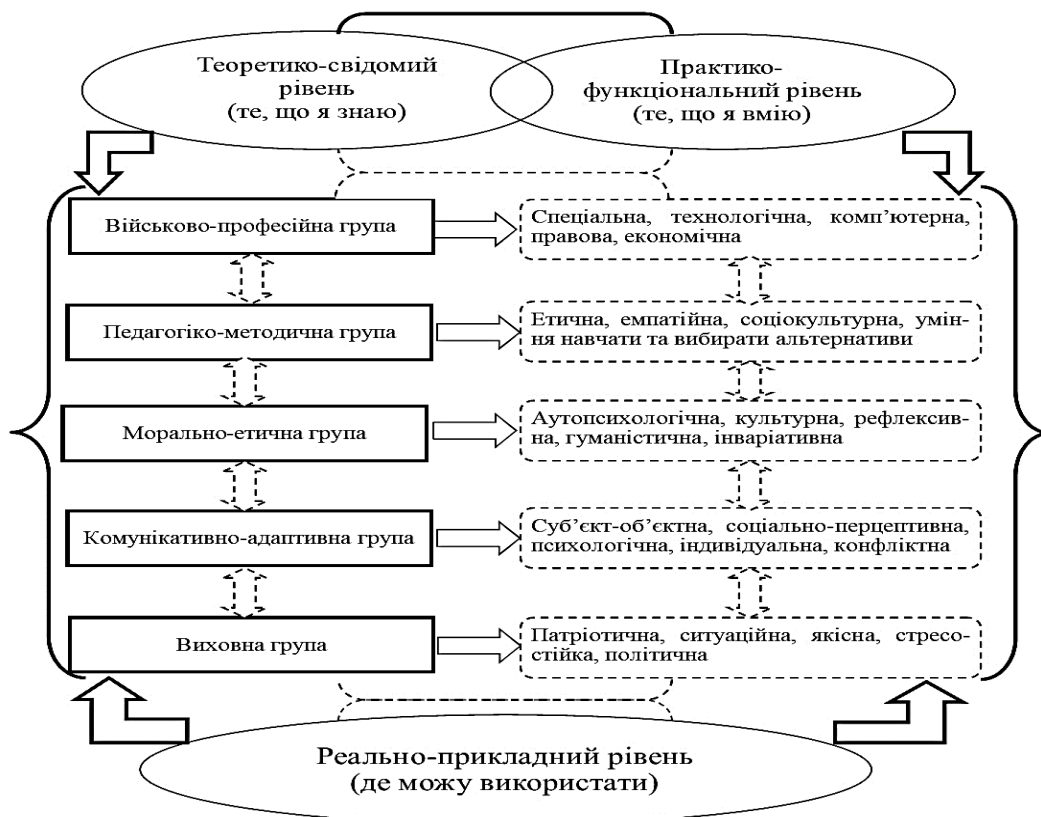 Теоретико-свідомий
рівень
(те, що я знаю)
Практико-
функціональний рівень
(те, що я вмію)
Військово-професійна група
Спеціальна, технологічна, комп’ютерна,
правова, економічна
Педагогіко-методична група
Етична, емпатійна, соціокультурна, умін-
ня навчати та вибирати альтернативи
Морально-етична група
Аутопсихологічна, культурна, рефлексив-
на, гуманістична, інваріативна
Комунікативно-адаптивна група
Суб’єкт-об’єктна, соціально-перцептивна,
психологічна, індивідуальна, конфліктна
Виховна група
Патріотична, ситуаційна, якісна, стресо-
стійка, політична
Реально-прикладний рівень
(де можу використати)